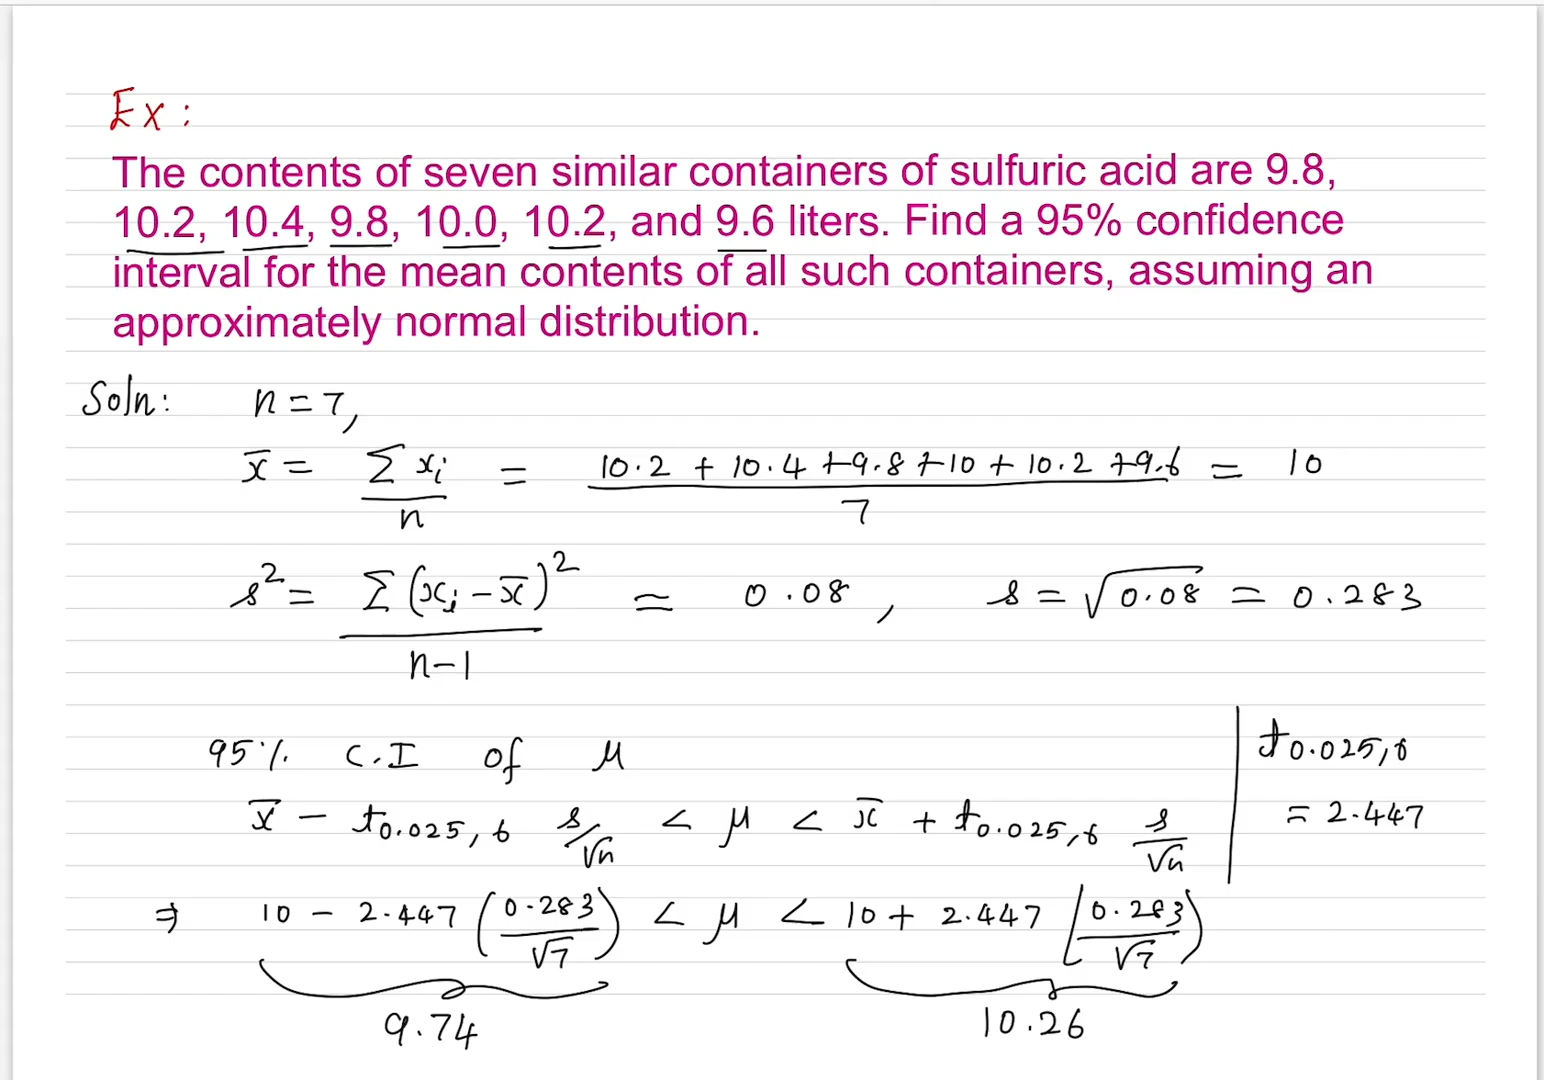 Ex:
The contents of seven similar containers of sulfuric acid are 9.8,
10.2, 10.4, 9.8, 10.0, 10.2, and 9.6 liters. Find a 95% confidence
interval for the mean contents of all such containers, assuming an
approximately normal distribution.
Soln: n = 7,
x̄ = Σ xi / n = (10.2 + 10.4 + 9.8 + 10 + 10.2 + 9.6) / 7 = 10
s² = Σ (xi - x̄)² / (n-1) = 0.08, s = √0.08 = 0.283
95% C.I of μ
t0.025,6
= 2.447
x̄ - t0.025,6 s/√n < μ < x̄ + t0.025,6 s/√n
⇒ 10 - 2.447 (0.283/√7) < μ < 10 + 2.447 (0.283/√7)
9.74 10.26